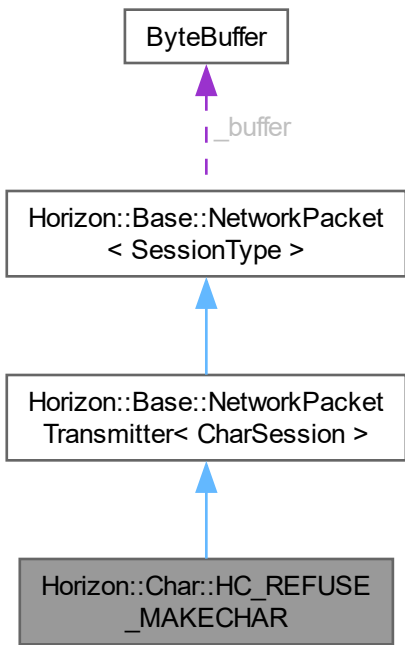 ByteBuffer
_buffer
Horizon::Base::NetworkPacket
< SessionType >
Horizon::Base::NetworkPacket
Transmitter< CharSession >
Horizon::Char::HC_REFUSE
_MAKECHAR